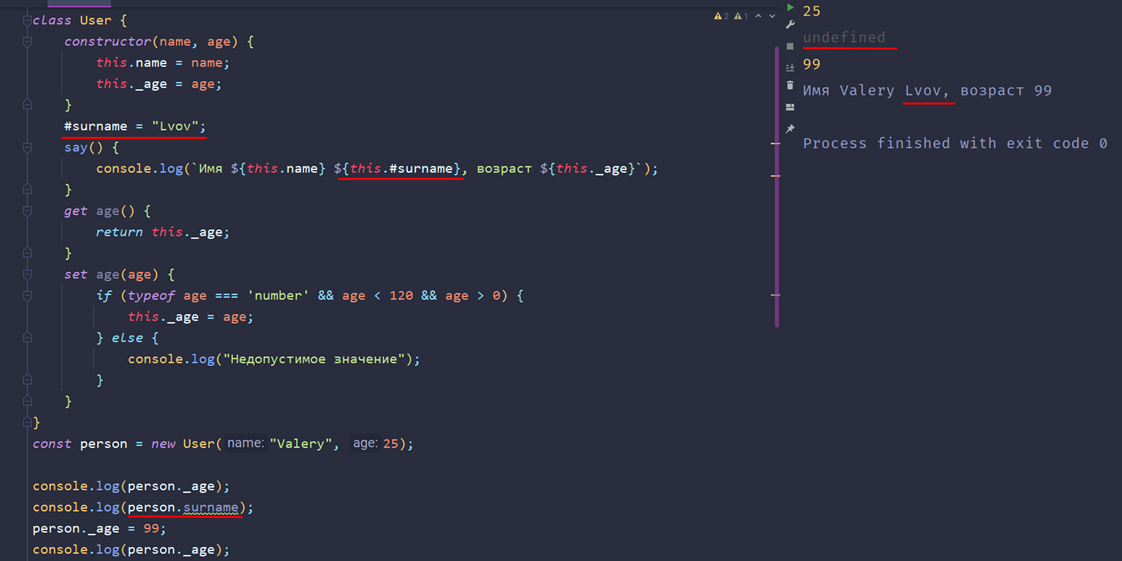 class User {
constructor(name, age) {
this.name = name;
this._age = age;
}
#surname = "Lvov";
say() {
console.log(`Имя ${this.name} ${this.#surname}, возраст ${this._age}`);
}
get age() {
return this._age;
}
set age(age) {
if (typeof age === 'number' && age < 120 && age > 0) {
this._age = age;
} else {
console.log("Недопустимое значение");
}
}
}
const person = new User( name: "Valery", age: 25);
console.log(person._age);
console.log(person.surname);
person._age = 99;
console.log(person._age);
2 1
25
undefined
99
Имя Valery Lvov, возраст 99
Process finished with exit code 0